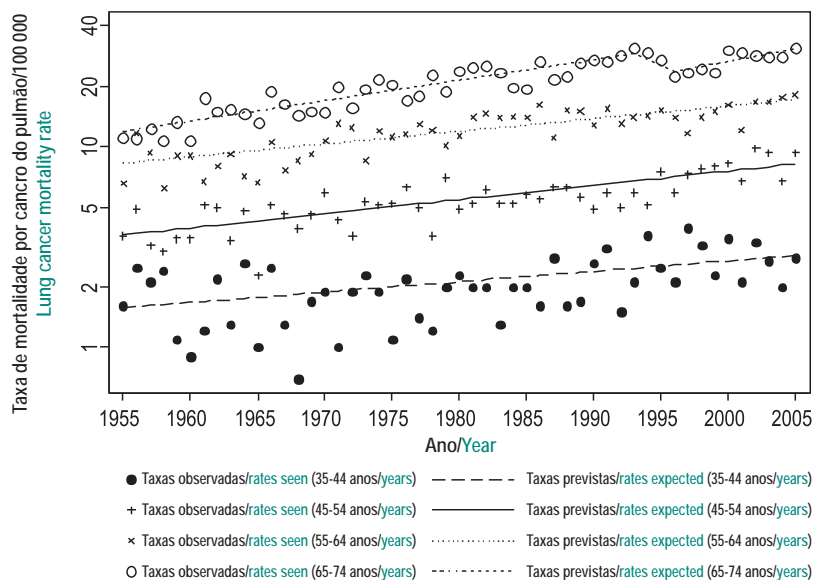 Taxa de mortalidade por cancro do pulmão/100 000
Lung cancer mortality rate
40
20
10
5
2
1
1955 1960 1965 1970 1975 1980 1985 1990 1995 2000 2005
Ano/Year
Taxas observadas/rates seen (35-44 anos/years)
Taxas previstas/rates expected (35-44 anos/years)
Taxas observadas/rates seen (45-54 anos/years)
Taxas previstas/rates expected (45-54 anos/years)
Taxas observadas/rates seen (55-64 anos/years)
Taxas previstas/rates expected (55-64 anos/years)
Taxas observadas/rates seen (65-74 anos/years)
Taxas previstas/rates expected (65-74 anos/years)